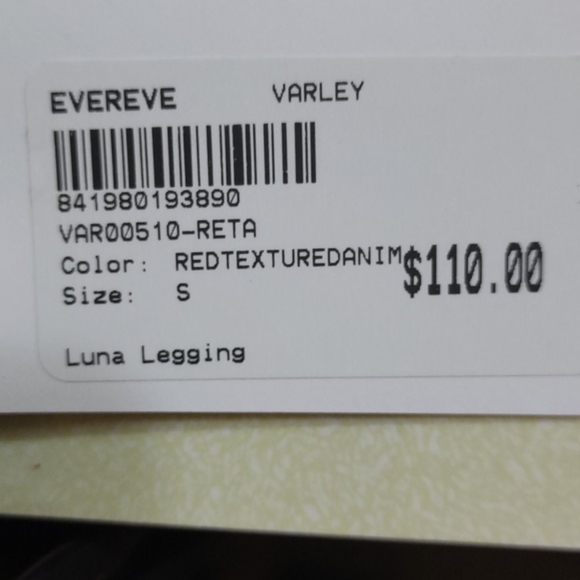 EVEREVE VARLEY
841980193890
VAR00510-RETA
Color: REDTEXTUREDANIM $110.00
Size: S
Luna Legging